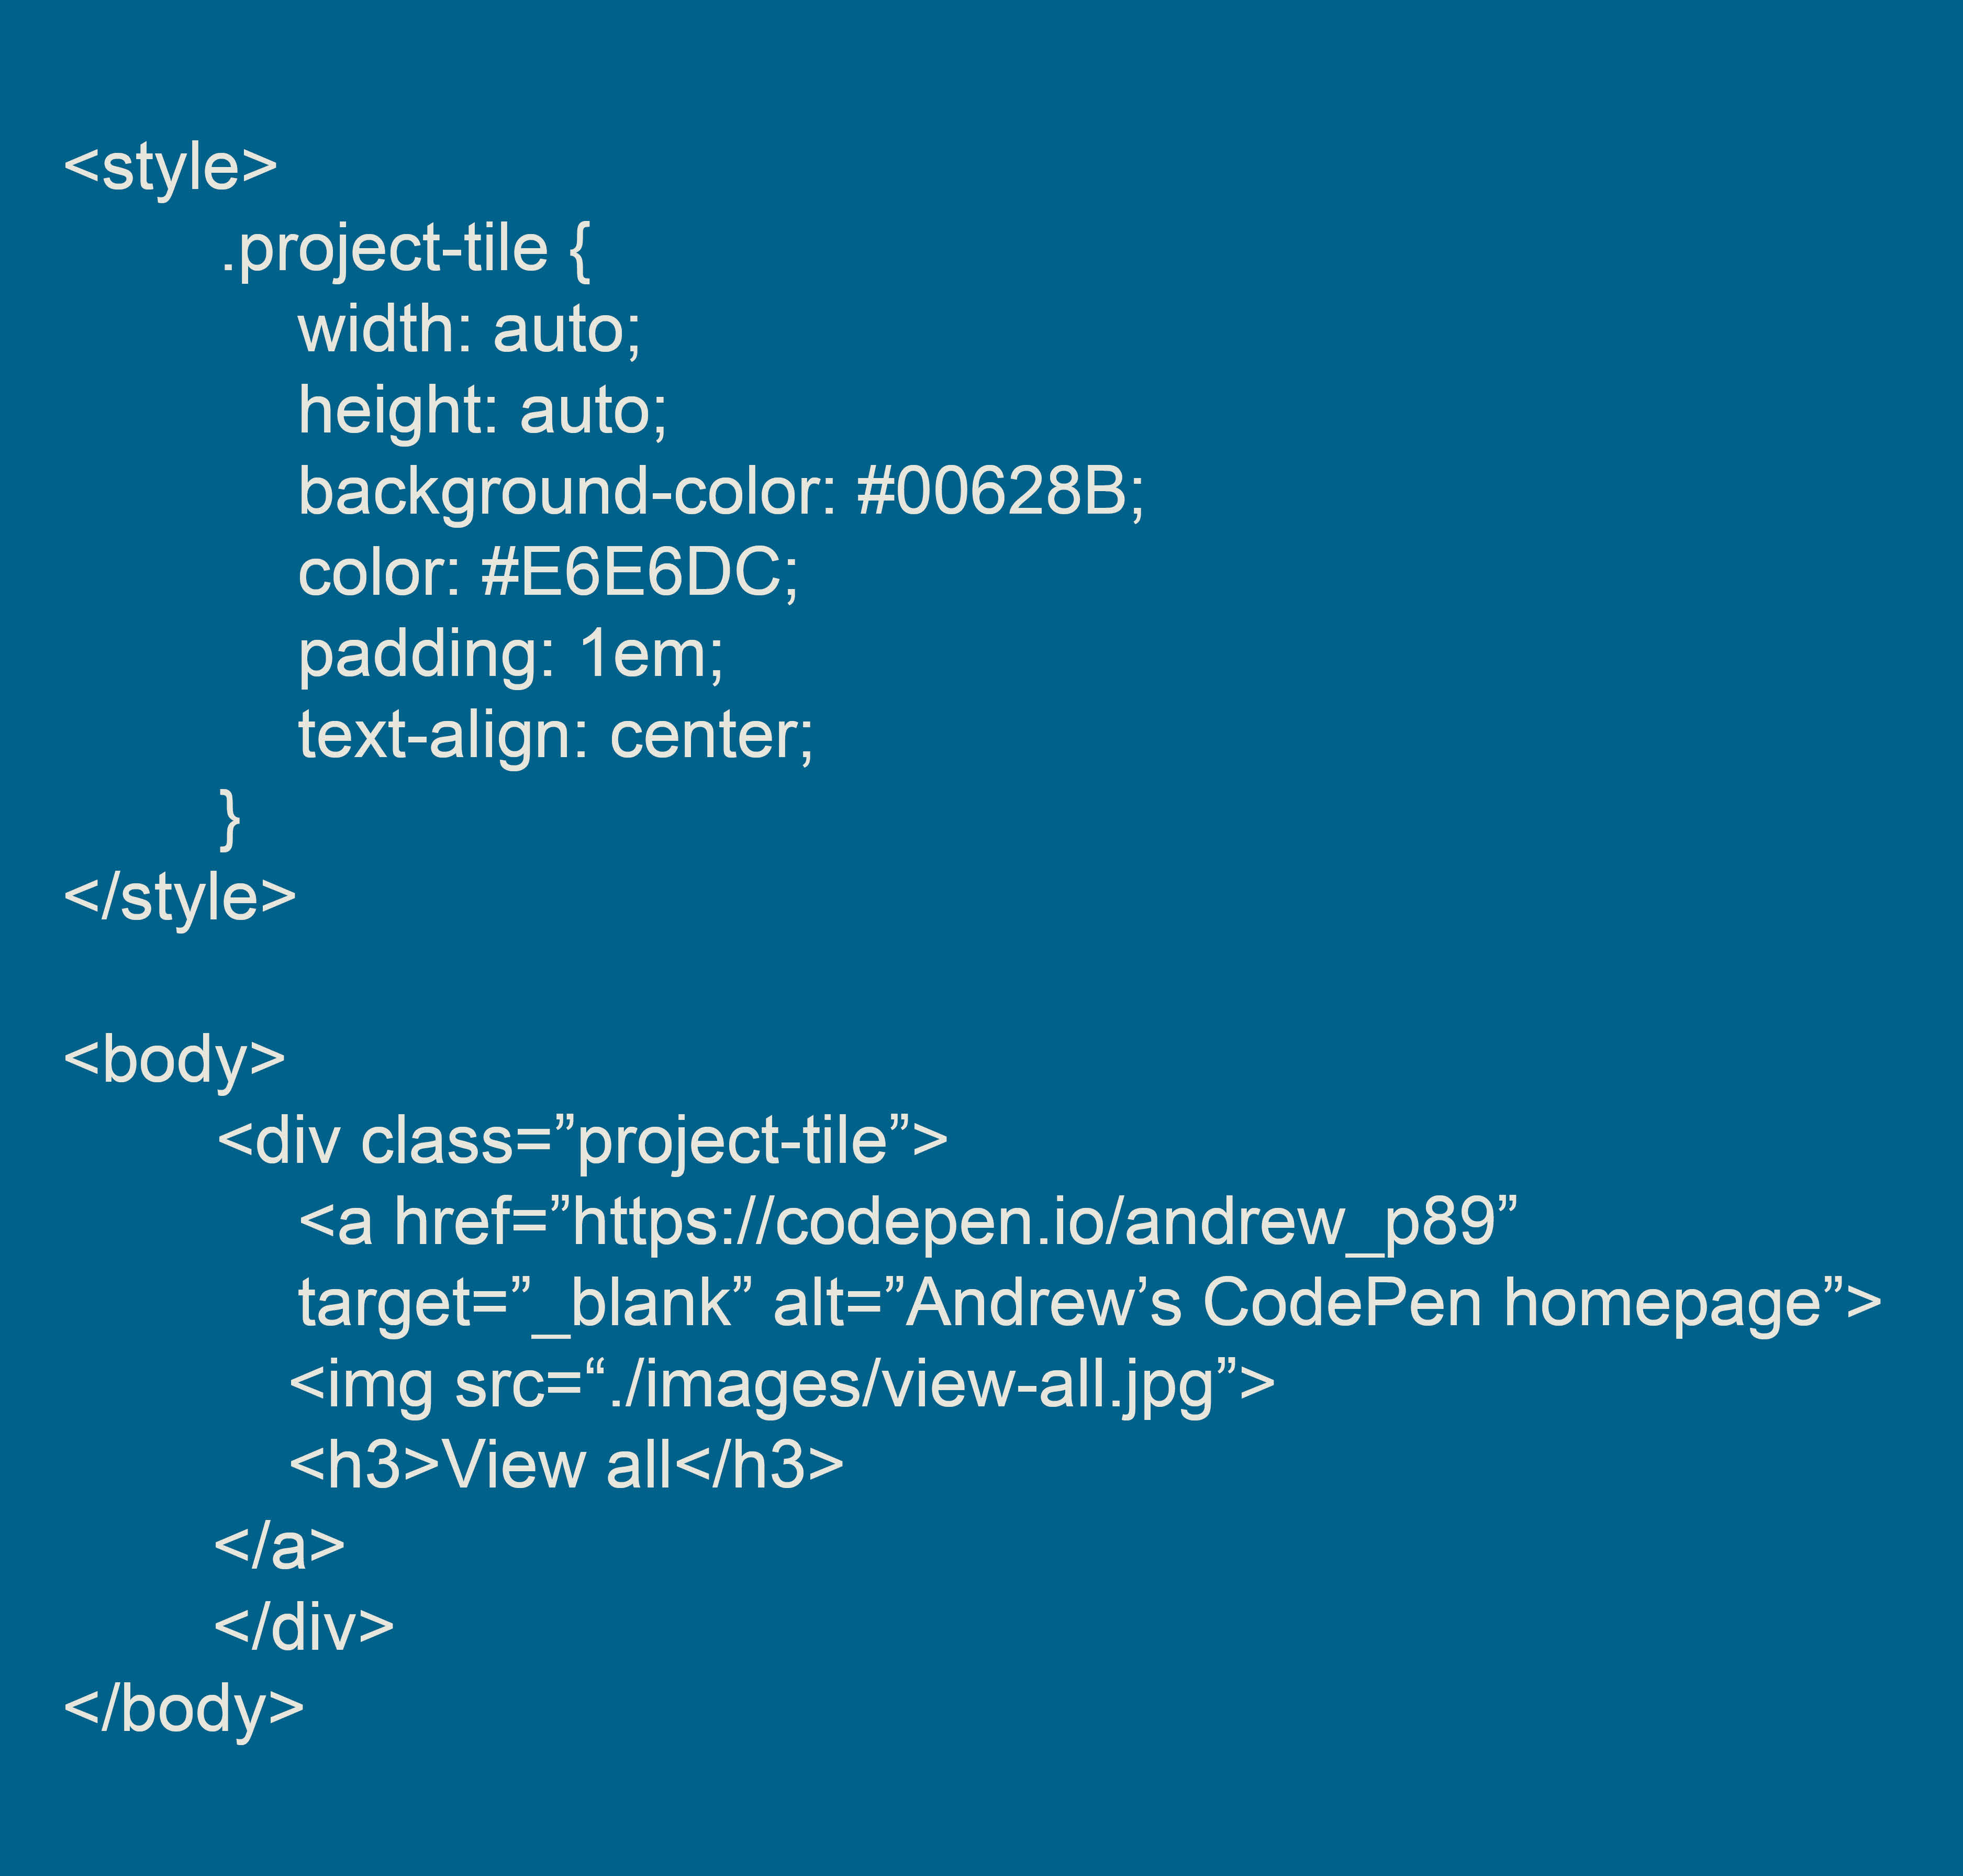 <style>
.project-tile {
width: auto;
height: auto;
background-color: #00628B;
color: #E6E6DC;
padding: 1em;
text-align: center;
}
</style>
<body>
<div class=”project-tile”>
<a href=”https://codepen.io/andrew_p89”
target=”_blank” alt=”Andrew’s CodePen homepage”>
<img src=“./images/view-all.jpg”>
<h3>View all</h3>
</a>
</div>
</body>